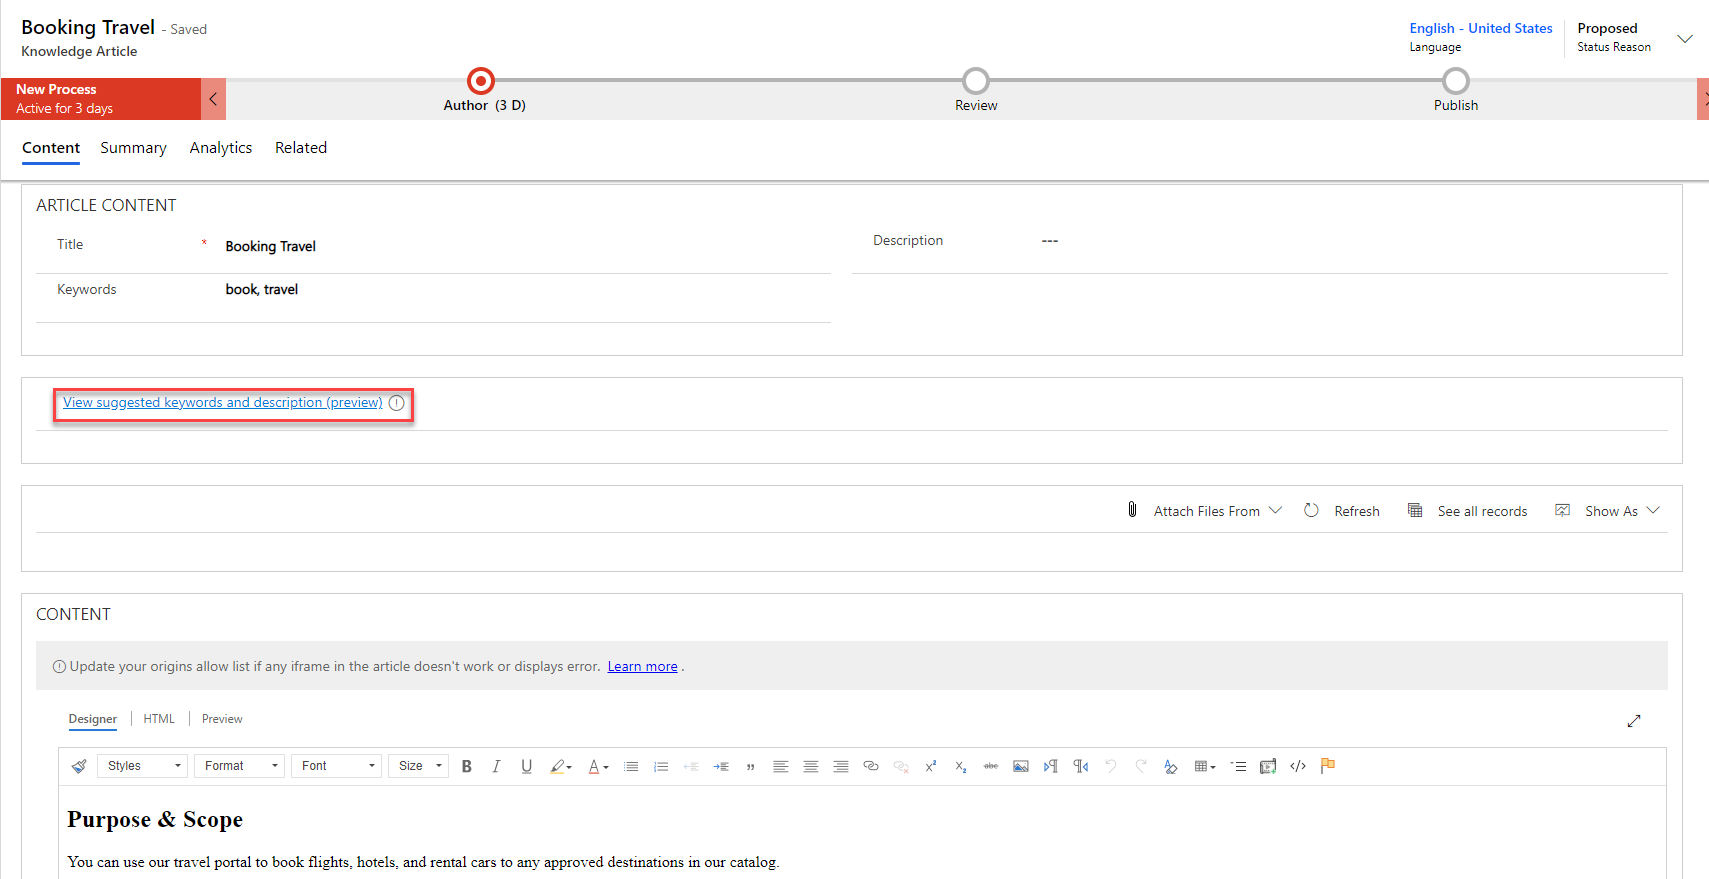 Booking Travel - Saved
Knowledge Article
English - United States
Language
Proposed
Status Reason
New Process
Active for 3 days
Author (3 D)
Review
Publish
Content Summary Analytics Related
ARTICLE CONTENT
Title * Booking Travel
Description ---
Keywords book, travel
View suggested keywords and description (preview)
Attach Files From Refresh See all records Show As
CONTENT
Update your origins allow list if any iframe in the article doesn't work or displays error. Learn more .
Designer | HTML | Preview
Styles Format Font Size B I U A x² x₂ abc
Purpose & Scope
You can use our travel portal to book flights, hotels, and rental cars to any approved destinations in our catalog.